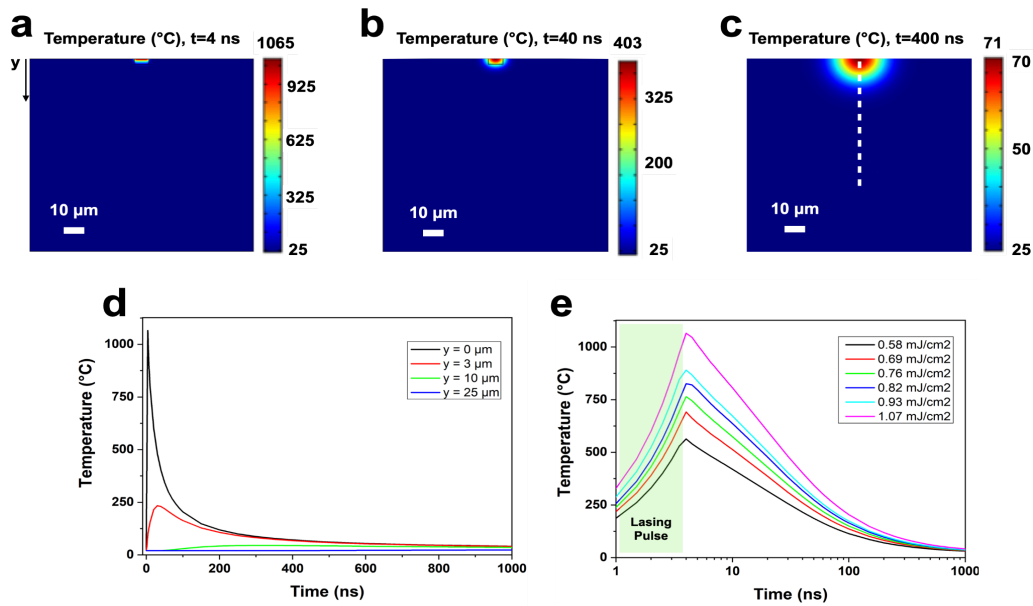 a
Temperature (°C), t=4 ns
1065
y
925
625
325
25
10 µm
b
Temperature (°C), t=40 ns
403
325
200
25
10 µm
c
Temperature (°C), t=400 ns
71
70
50
25
10 µm
d
Temperature (°C)
1000
750
500
250
0
0
200
400
600
800
1000
Time (ns)
y = 0 µm
y = 3 µm
y = 10 µm
y = 25 µm
e
Temperature (°C)
1000
750
500
250
0
1
10
100
1000
Time (ns)
Lasing
Pulse
0.58 mJ/cm2
0.69 mJ/cm2
0.76 mJ/cm2
0.82 mJ/cm2
0.93 mJ/cm2
1.07 mJ/cm2